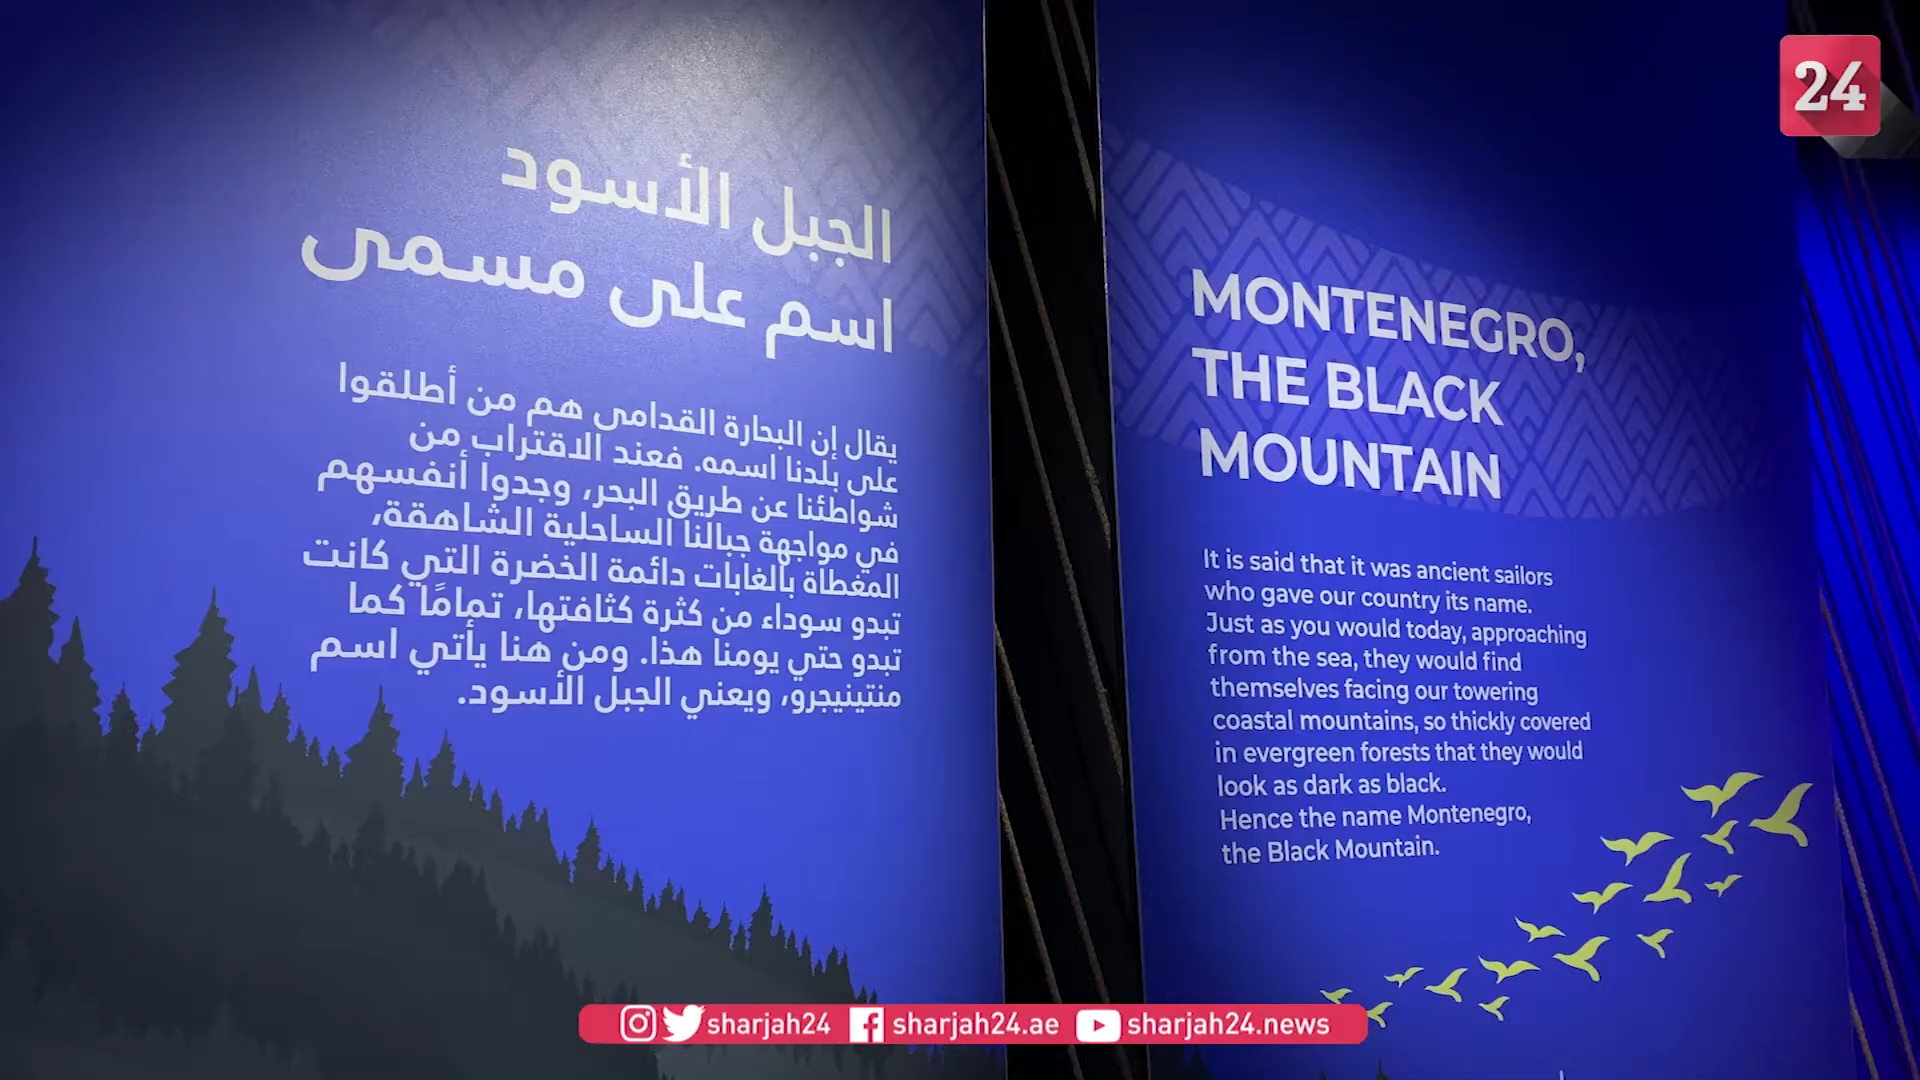 24
الجبل الأسود
اسم على مسمى
يقال إن البحارة القدامى هم من أطلقوا
على بلدنا اسمه. فعند الاقتراب من
شواطئنا عن طريق البحر، وجدوا أنفسهم
في مواجهة جبالنا الساحلية الشاهقة،
المغطاة بالغابات دائمة الخضرة التي كانت
تبدو سوداء من كثرة كثافتها، تمامًا كما
تبدو حتي يومنا هذا. ومن هنا يأتي اسم
منتينيجرو، ويعني الجبل الأسود.
MONTENEGRO,
THE BLACK
MOUNTAIN
It is said that it was ancient sailors
who gave our country its name.
Just as you would today, approaching
from the sea, they would find
themselves facing our towering
coastal mountains, so thickly covered
in evergreen forests that they would
look as dark as black.
Hence the name Montenegro,
the Black Mountain.
sharjah24 sharjah24.ae sharjah24.news